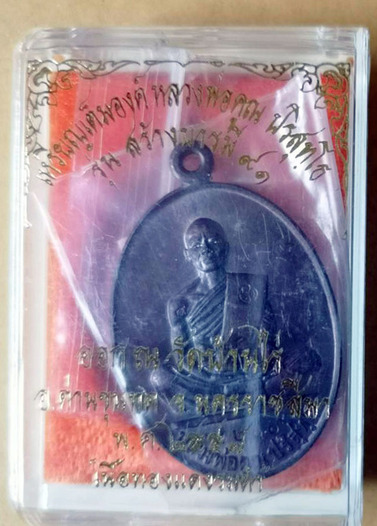 เหรียญเต็มองค์ หลวงพ่อคูณ ปริสุทฺโธ
รุ่น สร้างบารมี ๙๑
ออก ณ วัดบ้านไร่
อ.ด่านขุนทด จ.นครราชสีมา
พ.ศ.๒๕๕๕
เนื้อทองแดงรมดำ